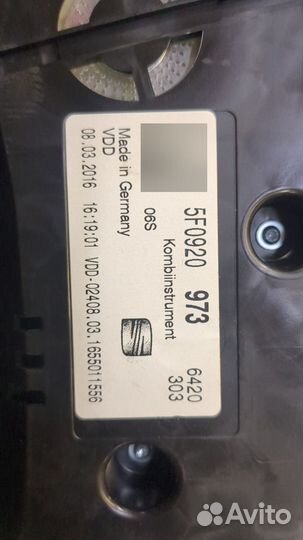 5F0920 973 6420
06S Kombiinstrument 303
Made in Germany
VDD
08.03.2016 16:19:01 VDD-02408.03.1655011556
Avito